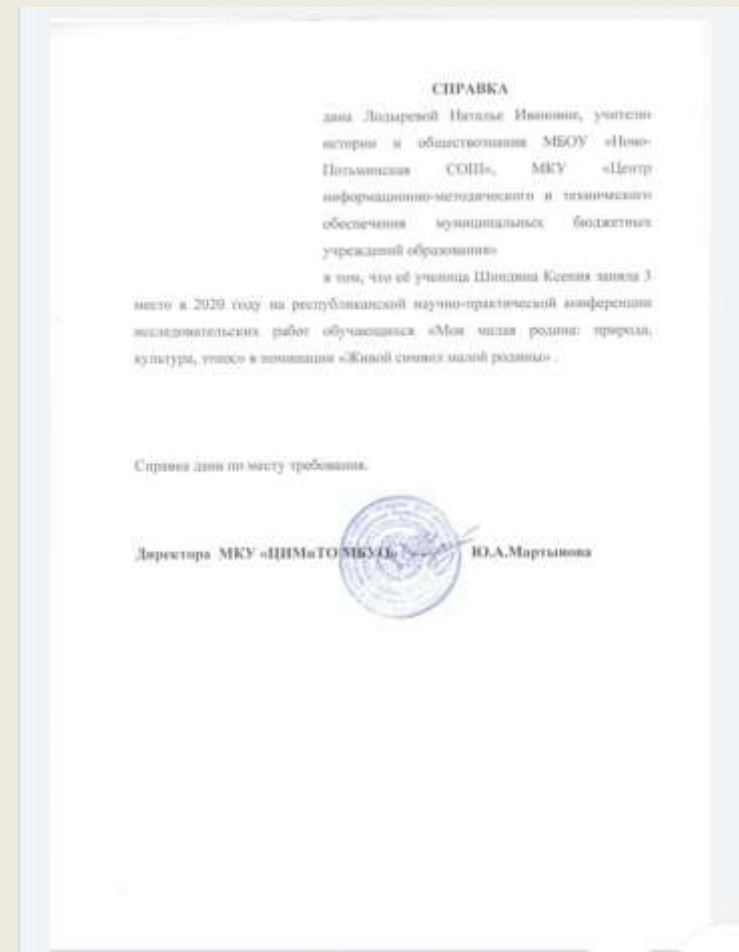 СПРАВКА
дана Лодыревой Наталье Ивановне, учителю
истории и обществознания МБОУ «Ново-
Потьминская СОШ», МКУ «Центр
информационно-методического и технического
обеспечения муниципальных бюджетных
учреждений образования»
в том, что её ученица Шиндина Ксения заняла 3
место в 2020 году на республиканской научно-практической конференции
исследовательских работ обучающихся «Моя малая родина: природа,
культура, этнос» в номинации «Живой символ малой родины» .
Справка дана по месту требования.
Директора МКУ «ЦИМиТО МБУО» Ю.А.Мартынова